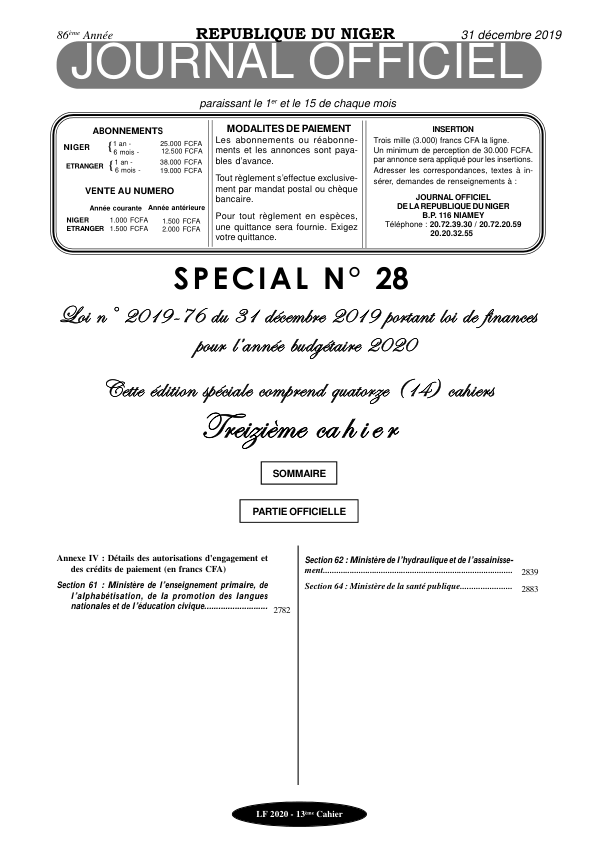 86ème Année
REPUBLIQUE DU NIGER
31 décembre 2019
JOURNAL OFFICIEL
paraissant le 1er et le 15 de chaque mois
ABONNEMENTS
NIGER { 1 an - 25.000 FCFA
6 mois - 12.500 FCFA
ETRANGER { 1 an - 38.000 FCFA
6 mois - 19.000 FCFA
VENTE AU NUMERO
Année courante Année antérieure
NIGER 1.000 FCFA 1.500 FCFA
ETRANGER 1.500 FCFA 2.000 FCFA
MODALITES DE PAIEMENT
Les abonnements ou réabonne-
ments et les annonces sont paya-
bles d'avance.
Tout règlement s'effectue exclusive-
ment par mandat postal ou chèque
bancaire.
Pour tout règlement en espèces,
une quittance sera fournie. Exigez
votre quittance.
INSERTION
Trois mille (3.000) francs CFA la ligne.
Un minimum de perception de 30.000 FCFA.
par annonce sera appliqué pour les insertions.
Adresser les correspondances, textes à in-
sérer, demandes de renseignements à :
JOURNAL OFFICIEL
DE LA REPUBLIQUE DU NIGER
B.P. 116 NIAMEY
Téléphone : 20.72.39.30 / 20.72.20.59
20.20.32.55
SPECIAL N° 28
Loi n° 2019-76 du 31 décembre 2019 portant loi de finances
pour l'année budgétaire 2020
Cette édition spéciale comprend quatorze (14) cahiers
Treizième cahier
SOMMAIRE
PARTIE OFFICIELLE
Annexe IV : Détails des autorisations d'engagement et
des crédits de paiement (en francs CFA)
Section 61 : Ministère de l'enseignement primaire, de
l'alphabétisation, de la promotion des langues
nationales et de l'éducation civique.......................... 2782
Section 62 : Ministère de l'hydraulique et de l'assainisse-
ment.............................................................................. 2839
Section 64 : Ministère de la santé publique...................... 2883
LF 2020 - 13ème Cahier